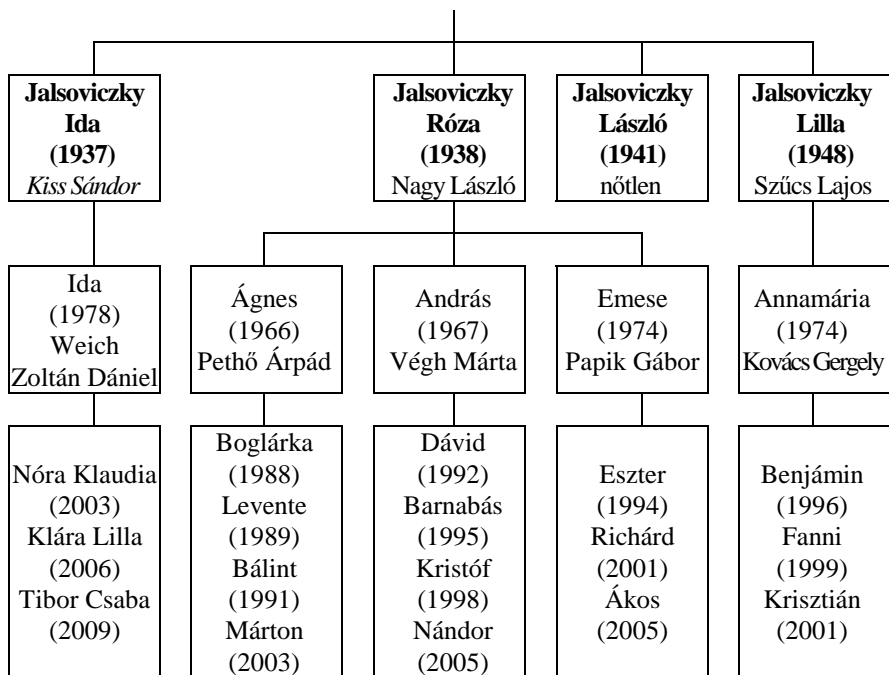 Jalsoviczky
Ida
(1937)
Kiss Sándor
Jalsoviczky
Róza
(1938)
Nagy László
Jalsoviczky
László
(1941)
nőtlen
Jalsoviczky
Lilla
(1948)
Szűcs Lajos
Ida
(1978)
Weich
Zoltán Dániel
Ágnes
(1966)
Pethő Árpád
András
(1967)
Végh Márta
Emese
(1974)
Papik Gábor
Annamária
(1974)
Kovács Gergely
Nóra Klaudia
(2003)
Klára Lilla
(2006)
Tibor Csaba
(2009)
Boglárka
(1988)
Levente
(1989)
Bálint
(1991)
Márton
(2003)
Dávid
(1992)
Barnabás
(1995)
Kristóf
(1998)
Nándor
(2005)
Eszter
(1994)
Richárd
(2001)
Ákos
(2005)
Benjámin
(1996)
Fanni
(1999)
Krisztián
(2001)